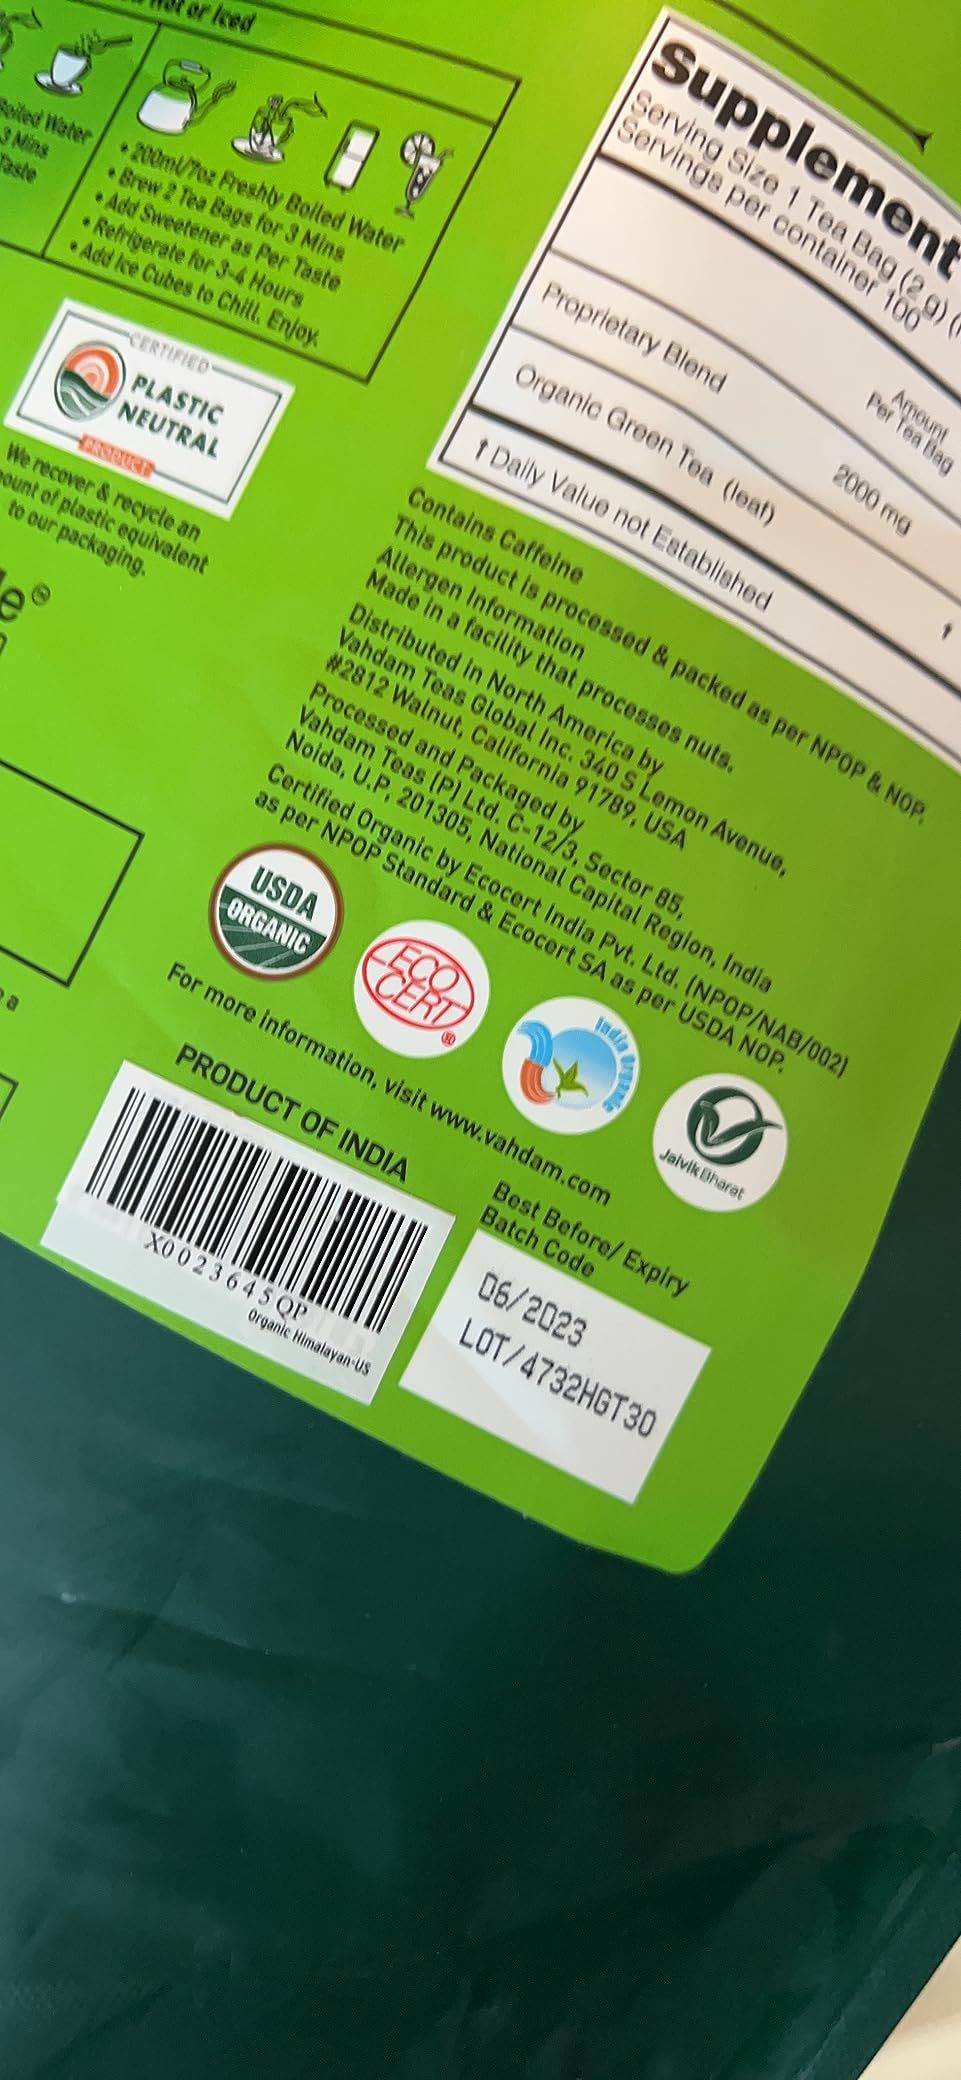 Hot or Iced
Boiled Water
3 Mins
Taste
• 200ml/7oz Freshly Boiled Water
• Brew 2 Tea Bags for 3 Mins
• Add Sweetener as Per Taste
• Refrigerate for 3-4 Hours
• Add Ice Cubes to Chill. Enjoy.
CERTIFIED
PLASTIC
NEUTRAL
PRODUCT
We recover & recycle an
of plastic equivalent
to our packaging.
Supplement
Serving Size 1 Tea Bag (2 g)
Servings per container 100
Amount
Per Tea Bag
Proprietary Blend 2000 mg
Organic Green Tea (leaf) †
† Daily Value not Established
Contains Caffeine
This product is processed & packed as per NPOP & NOP.
Allergen Information
Made in a facility that processes nuts.
Distributed in North America by
Vahdam Teas Global Inc. 340 S Lemon Avenue,
#2812 Walnut, California 91789, USA
Processed and Packaged by
Vahdam Teas (P) Ltd. C-12/3, Sector 85,
Noida, U.P. 201305, National Capital Region, India
Certified Organic by Ecocert India Pvt. Ltd. (NPOP/NAB/002)
as per NPOP Standard & Ecocert SA as per USDA NOP.
USDA
ORGANIC
ECO
CERT®
India Organic
Jaivik Bharat
For more information, visit www.vahdam.com
PRODUCT OF INDIA
X0023645QP
Organic Himalayan-US
Best Before/ Expiry
Batch Code
06/2023
LOT/4732HGT30